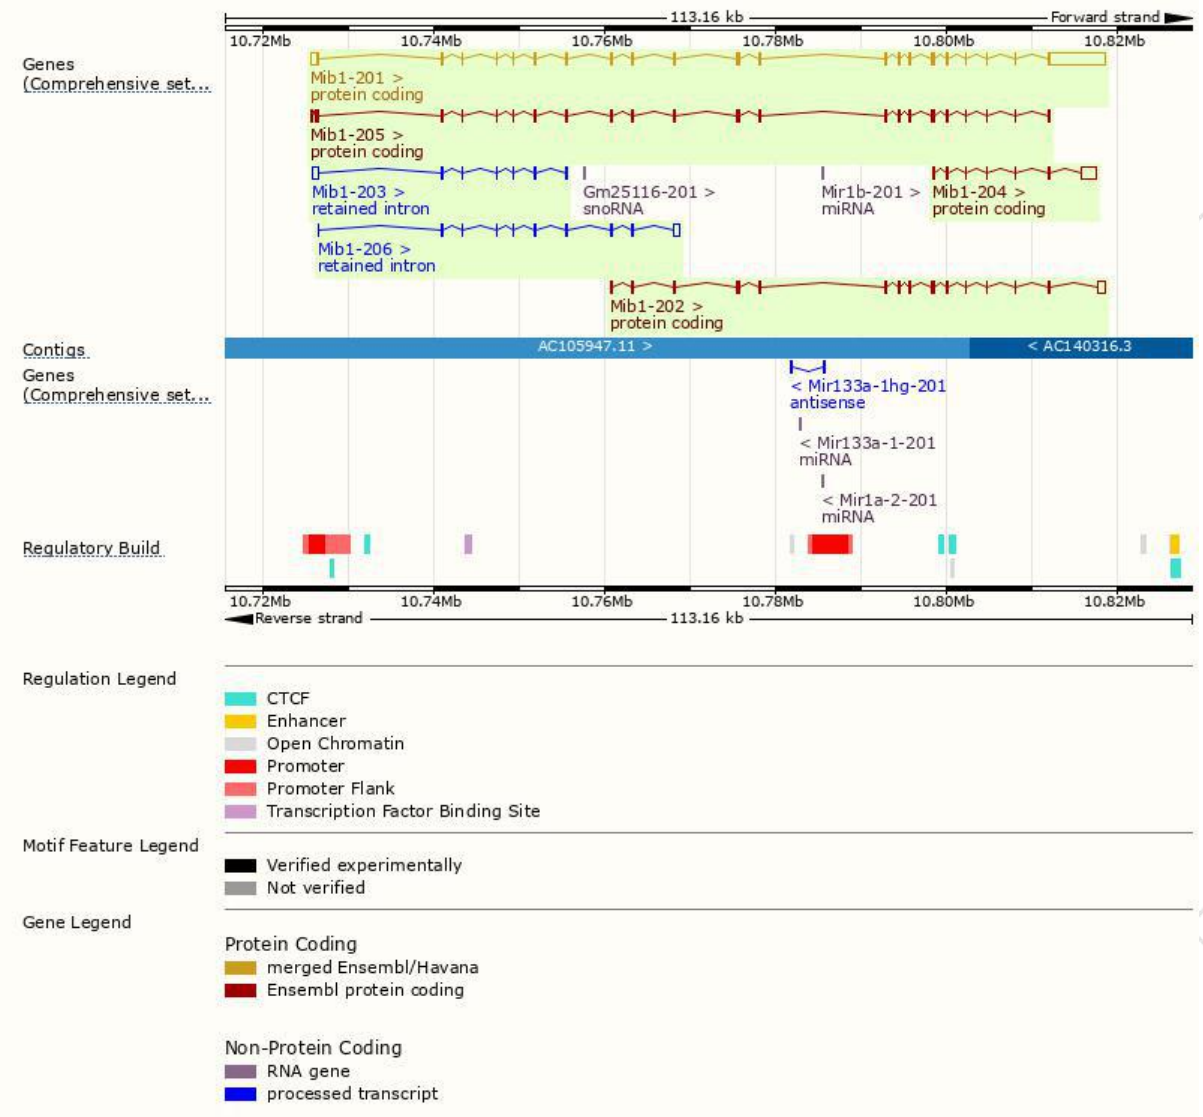 113.16 kb Forward strand
10.72Mb 10.74Mb 10.76Mb 10.78Mb 10.80Mb 10.82Mb
Genes
(Comprehensive set...
Mib1-201 >
protein coding
Mib1-205 >
protein coding
Mib1-203 > Gm25116-201 > Mir1b-201 > Mib1-204 >
retained intron snoRNA miRNA protein coding
Mib1-206 >
retained intron
Mib1-202 >
protein coding
Contigs AC105947.11 > < AC140316.3
Genes
(Comprehensive set...
< Mir133a-1hg-201
antisense
< Mir133a-1-201
miRNA
< Mir1a-2-201
miRNA
Regulatory Build
10.72Mb 10.74Mb 10.76Mb 10.78Mb 10.80Mb 10.82Mb
Reverse strand 113.16 kb
Regulation Legend
CTCF
Enhancer
Open Chromatin
Promoter
Promoter Flank
Transcription Factor Binding Site
Motif Feature Legend
Verified experimentally
Not verified
Gene Legend
Protein Coding
merged Ensembl/Havana
Ensembl protein coding
Non-Protein Coding
RNA gene
processed transcript